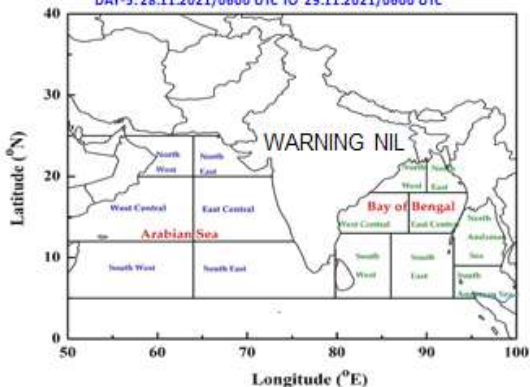 DAY-5: 28.11.2021/0600 UTC TO 29.11.2021/0600 UTC
40
30
20
10
0
Latitude (°N)
WARNING NIL
North
West
North
East
North
West
North
East
West Central
East Central
Arabian Sea
South West
South East
Bay of Bengal
West Central
East Central
South
West
South
East
North
Andaman
Sea
South
Andaman Sea
50
60
70
80
90
100
Longitude (°E)